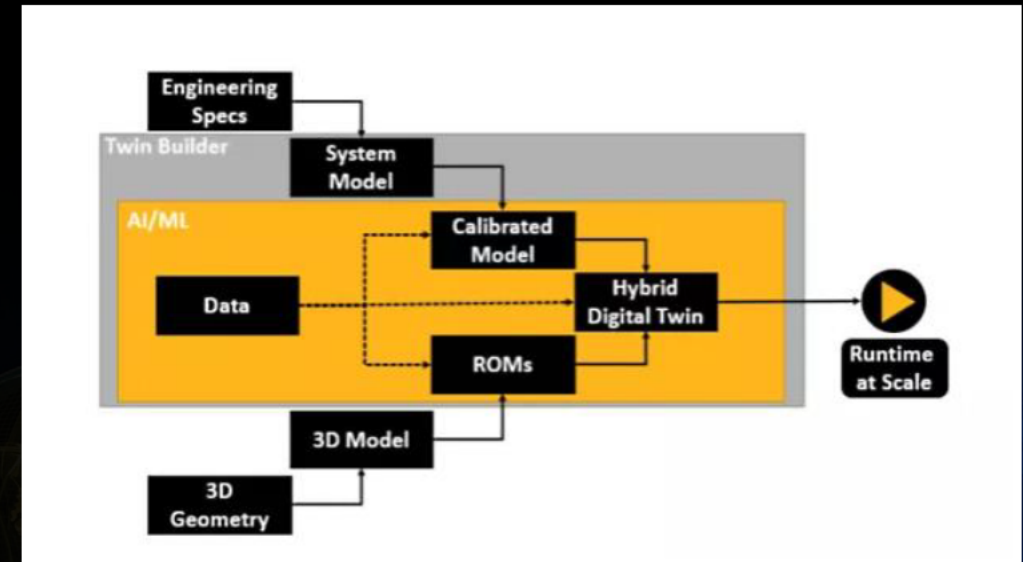 Engineering
Specs
Twin Builder
System
Model
AI/ML
Calibrated
Model
Data
Hybrid
Digital Twin
ROMs
Runtime
at Scale
3D Model
3D
Geometry